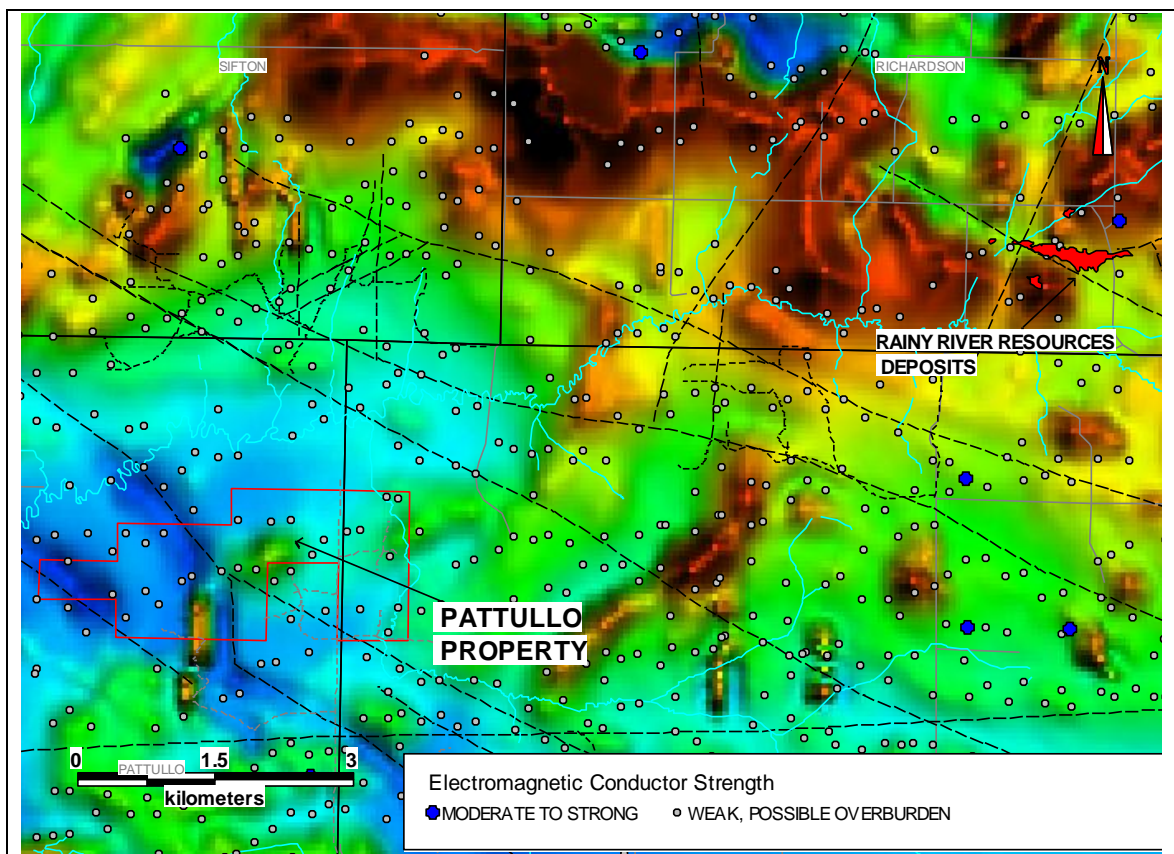 SIFTON
RICHARDSON
N
RAINY RIVER RESOURCES
DEPOSITS
PATTULLO
PROPERTY
0 1.5 3
PATTULLO
kilometers
Electromagnetic Conductor Strength
MODERATE TO STRONG WEAK, POSSIBLE OVERBURDEN